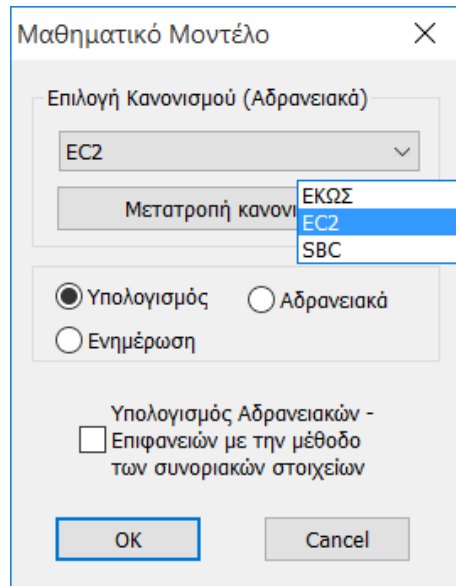 Μαθηματικό Μοντέλο
Επιλογή Κανονισμού (Αδρανειακά)
EC2
Μετατροπή κανονι
ΕΚΩΣ
EC2
SBC
Υπολογισμός
Αδρανειακά
Ενημέρωση
Υπολογισμός Αδρανειακών -
Επιφανειών με την μέθοδο
των συνοριακών στοιχείων
OK
Cancel